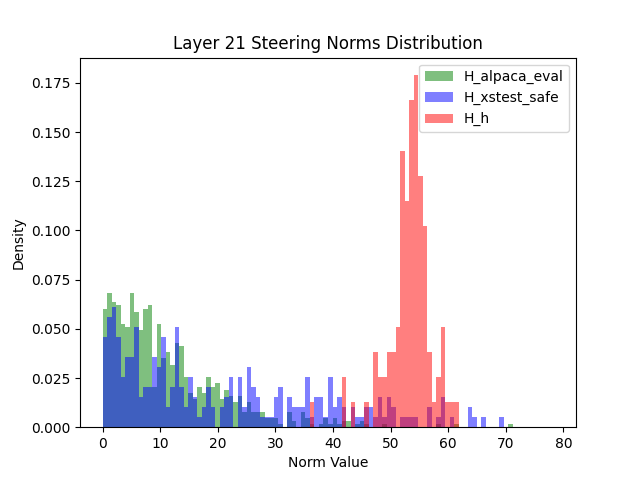 Layer 21 Steering Norms Distribution
H_alpaca_eval
H_xstest_safe
H_h
0.175
0.150
0.125
0.100
0.075
0.050
0.025
0.000
Density
0 10 20 30 40 50 60 70 80
Norm Value